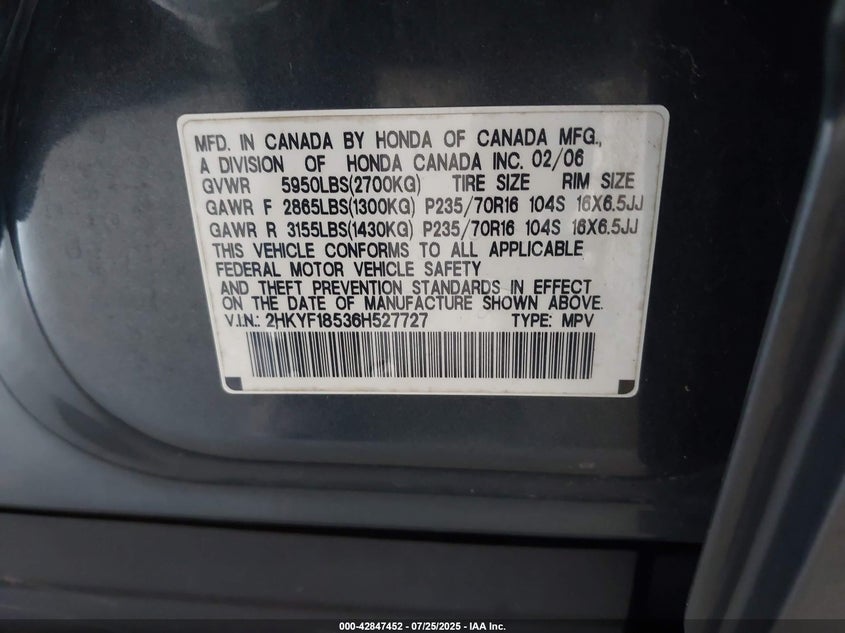 MFD. IN CANADA BY HONDA OF CANADA MFG.,
A DIVISION OF HONDA CANADA INC. 02/06
GVWR 5950LBS(2700KG) TIRE SIZE RIM SIZE
GAWR F 2865LBS(1300KG) P235/70R16 104S 16X6.5JJ
GAWR R 3155LBS(1430KG) P235/70R16 104S 16X6.5JJ
THIS VEHICLE CONFORMS TO ALL APPLICABLE
FEDERAL MOTOR VEHICLE SAFETY
AND THEFT PREVENTION STANDARDS IN EFFECT
ON THE DATE OF MANUFACTURE SHOWN ABOVE.
V.I.N.: 2HKYF18536H527727 TYPE: MPV
000-42847452 - 07/25/2025 - IAA Inc.